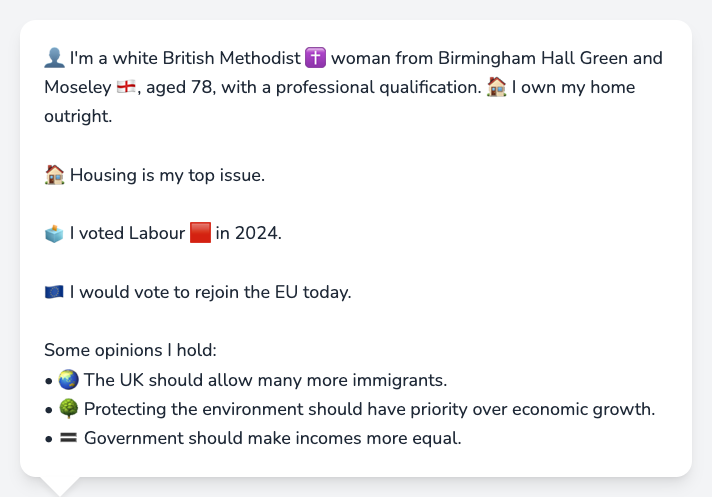 👤 I'm a white British Methodist ✝️ woman from Birmingham Hall Green and
Moseley 🏴󠁧󠁢󠁥󠁮󠁧󠁿, aged 78, with a professional qualification. 🏠 I own my home
outright.
🏠 Housing is my top issue.
🗳️ I voted Labour 🟥 in 2024.
🇪🇺 I would vote to rejoin the EU today.
Some opinions I hold:
• 🌏 The UK should allow many more immigrants.
• 🌳 Protecting the environment should have priority over economic growth.
• 🟰 Government should make incomes more equal.